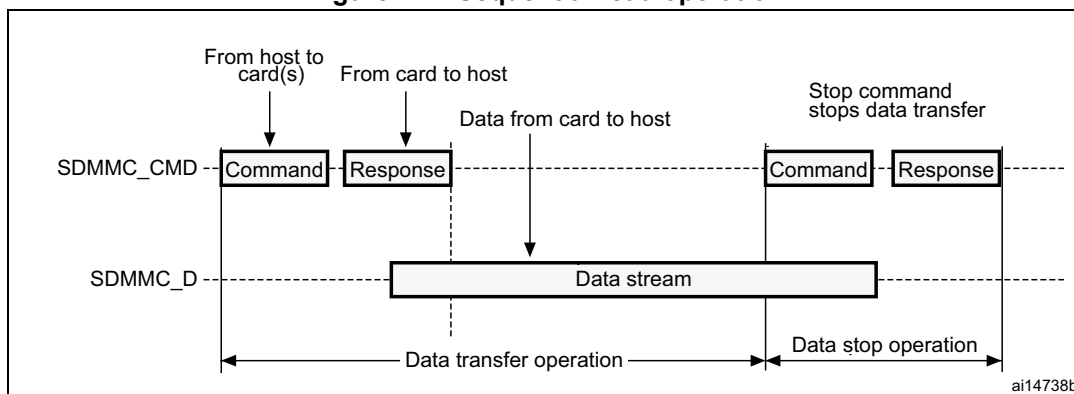 From host to
card(s)
From card to host
Stop command
stops data transfer
Data from card to host
SDMMC_CMD
Command
Response
Command
Response
SDMMC_D
Data stream
Data transfer operation
Data stop operation
ai14738b